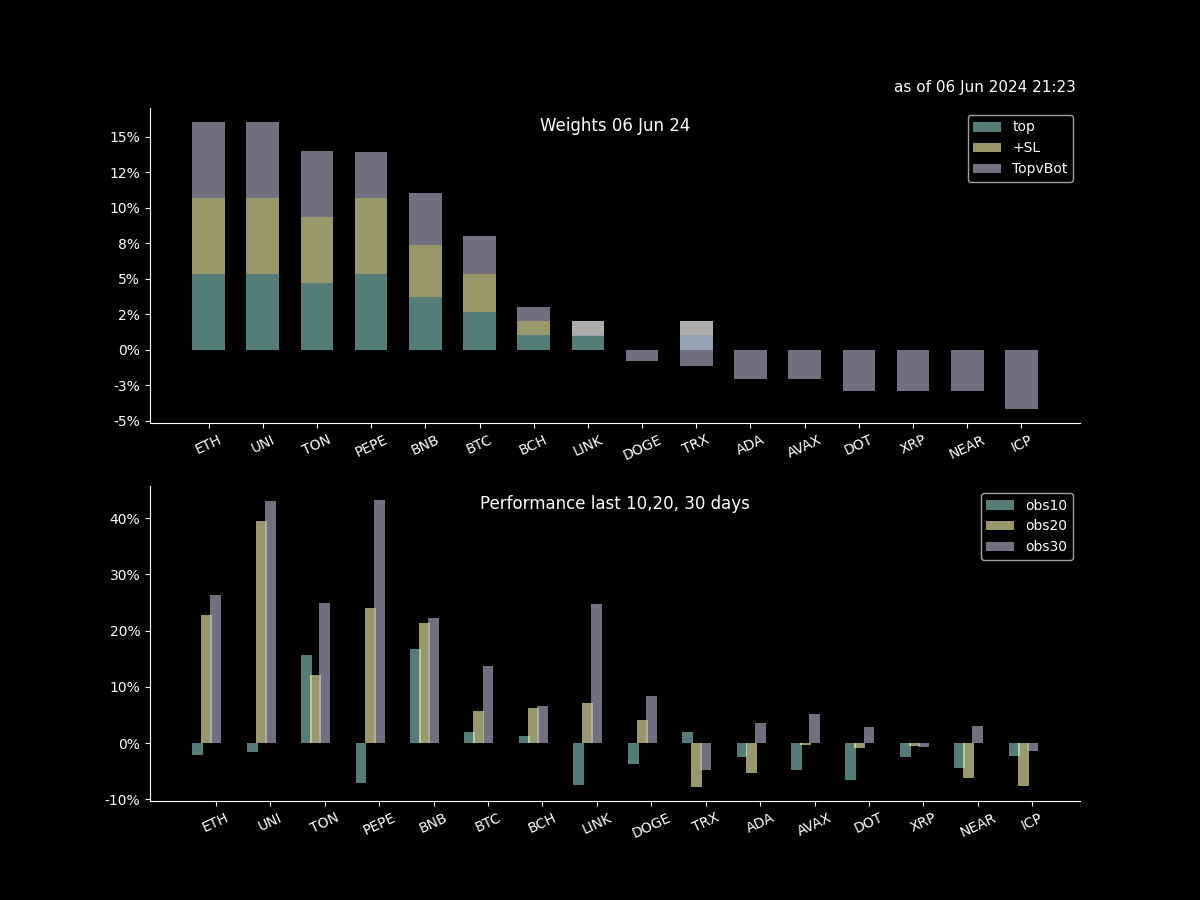 as of 06 Jun 2024 21:23
Weights 06 Jun 24
top
+SL
TopvBot
15%
12%
10%
8%
5%
2%
0%
-3%
-5%
ETH UNI TON PEPE BNB BTC BCH LINK DOGE TRX ADA AVAX DOT XRP NEAR ICP
Performance last 10,20, 30 days
obs10
obs20
obs30
40%
30%
20%
10%
0%
-10%
ETH UNI TON PEPE BNB BTC BCH LINK DOGE TRX ADA AVAX DOT XRP NEAR ICP